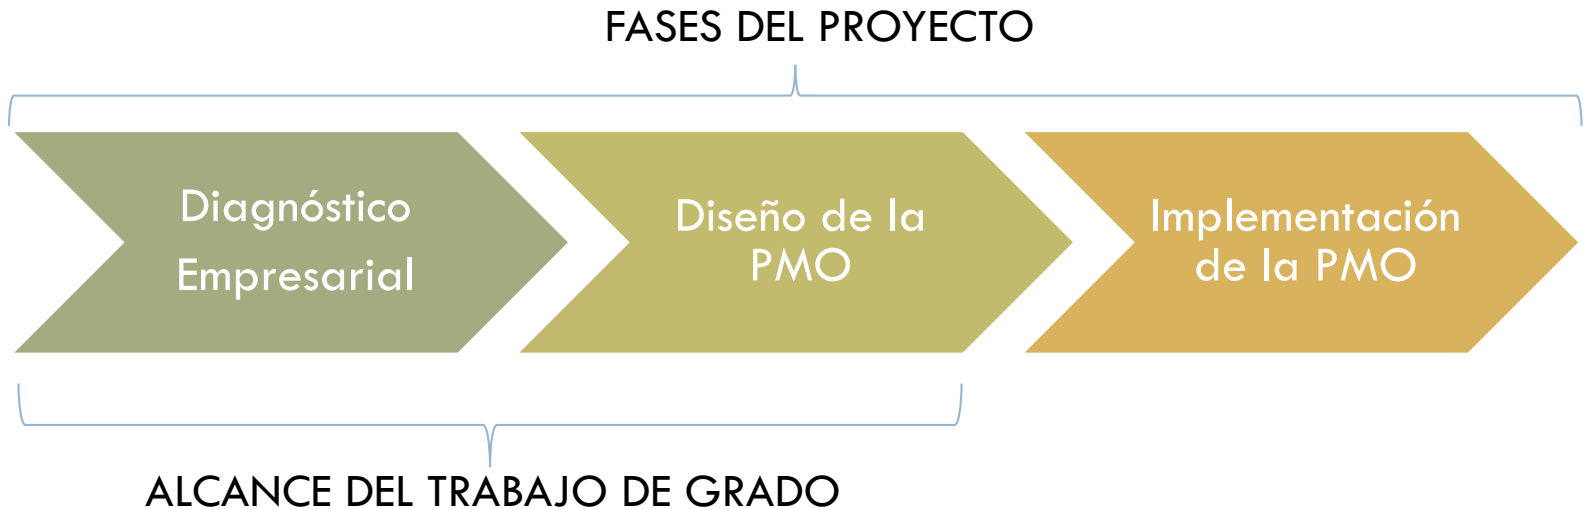 FASES DEL PROYECTO
Diagnóstico
Empresarial
Diseño de la
PMO
Implementación
de la PMO
ALCANCE DEL TRABAJO DE GRADO